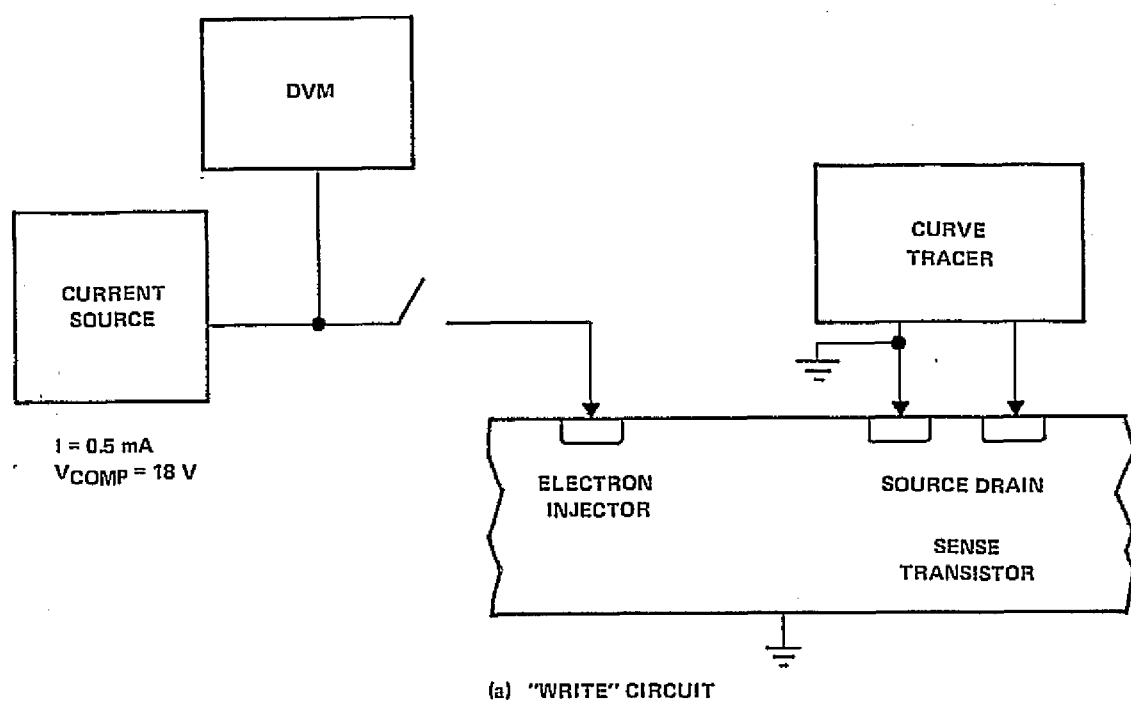 DVM
CURVE
TRACER
CURRENT
SOURCE
I = 0.5 mA
VCOMP = 18 V
ELECTRON
INJECTOR
SOURCE DRAIN
SENSE
TRANSISTOR
(a) "WRITE" CIRCUIT